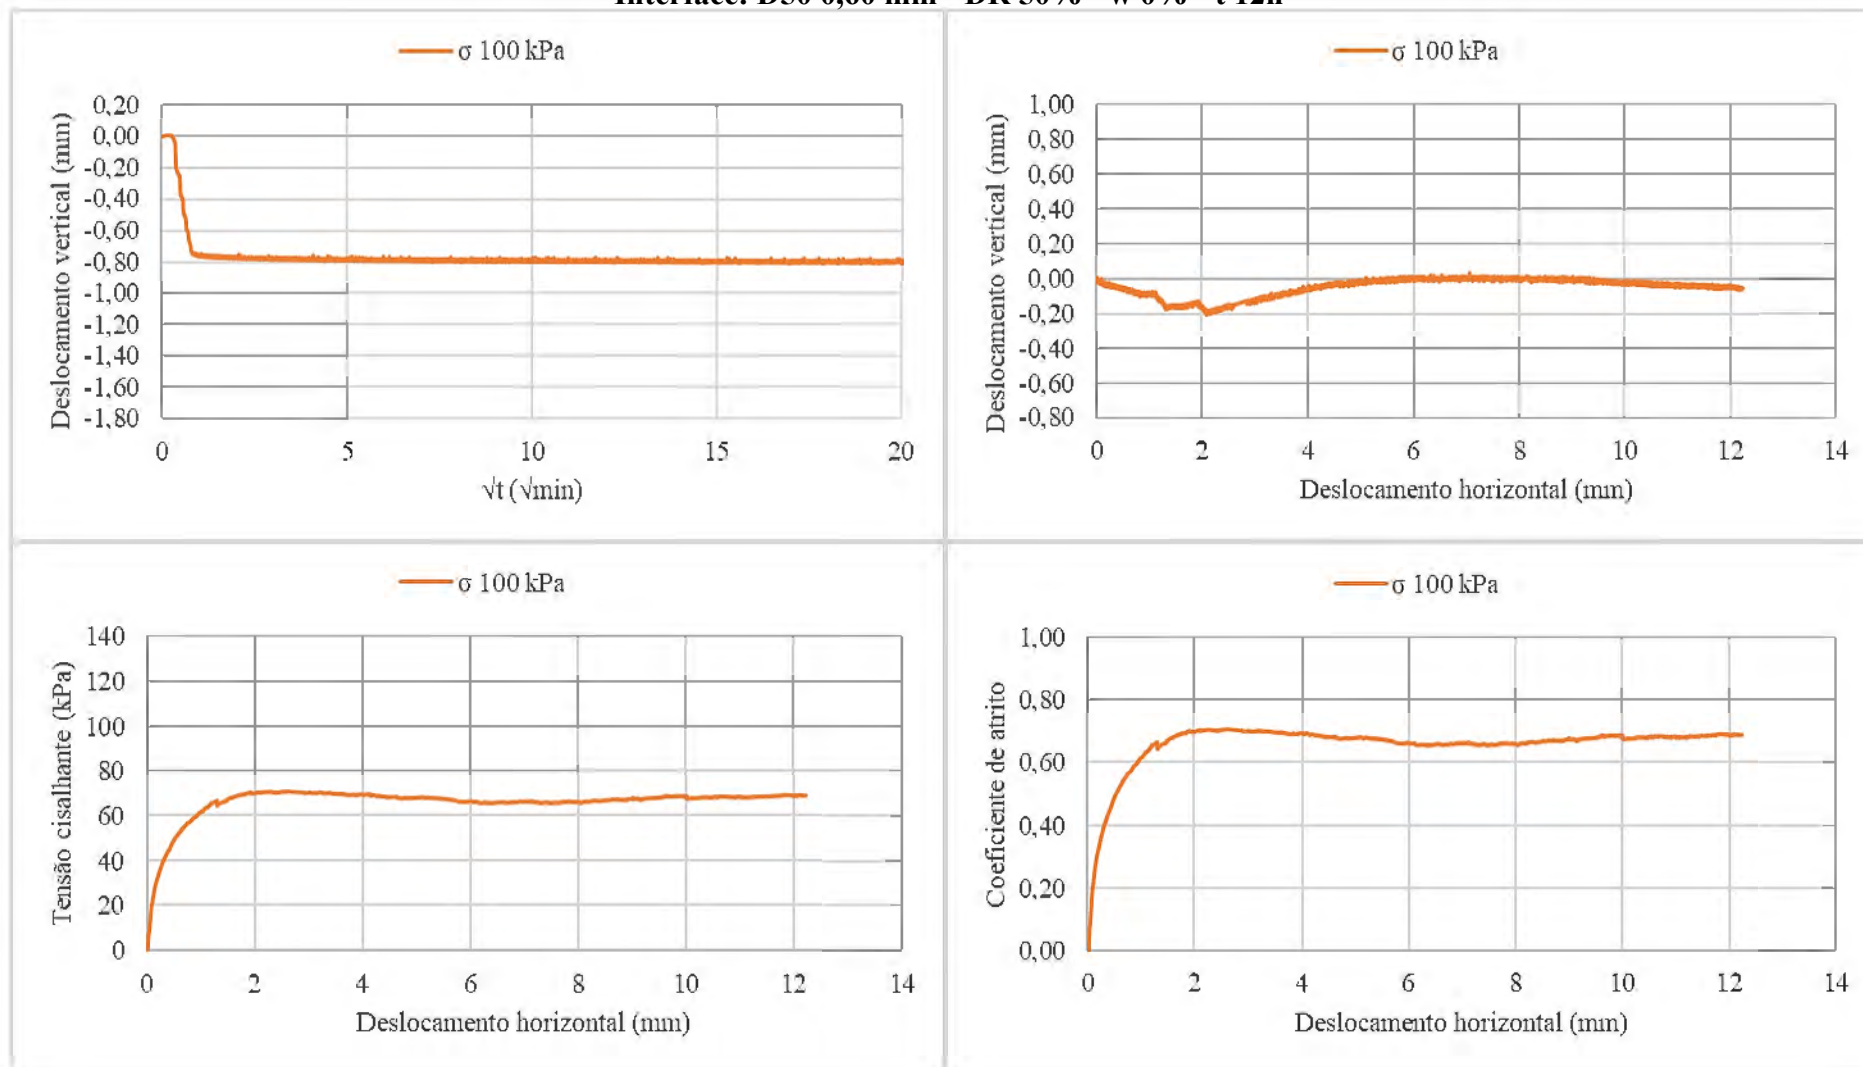 σ 100 kPa
0,20
0,00
-0,20
-0,40
-0,60
-0,80
-1,00
-1,20
-1,40
-1,60
-1,80
Deslocamento vertical (mm)
0 5 10 15 20
√t (√min)
σ 100 kPa
1,00
0,80
0,60
0,40
0,20
0,00
-0,20
-0,40
-0,60
-0,80
Deslocamento vertical (mm)
0 2 4 6 8 10 12 14
Deslocamento horizontal (mm)
σ 100 kPa
140
120
100
80
60
40
20
0
Tensão cisalhante (kPa)
0 2 4 6 8 10 12 14
Deslocamento horizontal (mm)
σ 100 kPa
1,00
0,80
0,60
0,40
0,20
0,00
Coeficiente de atrito
0 2 4 6 8 10 12 14
Deslocamento horizontal (mm)